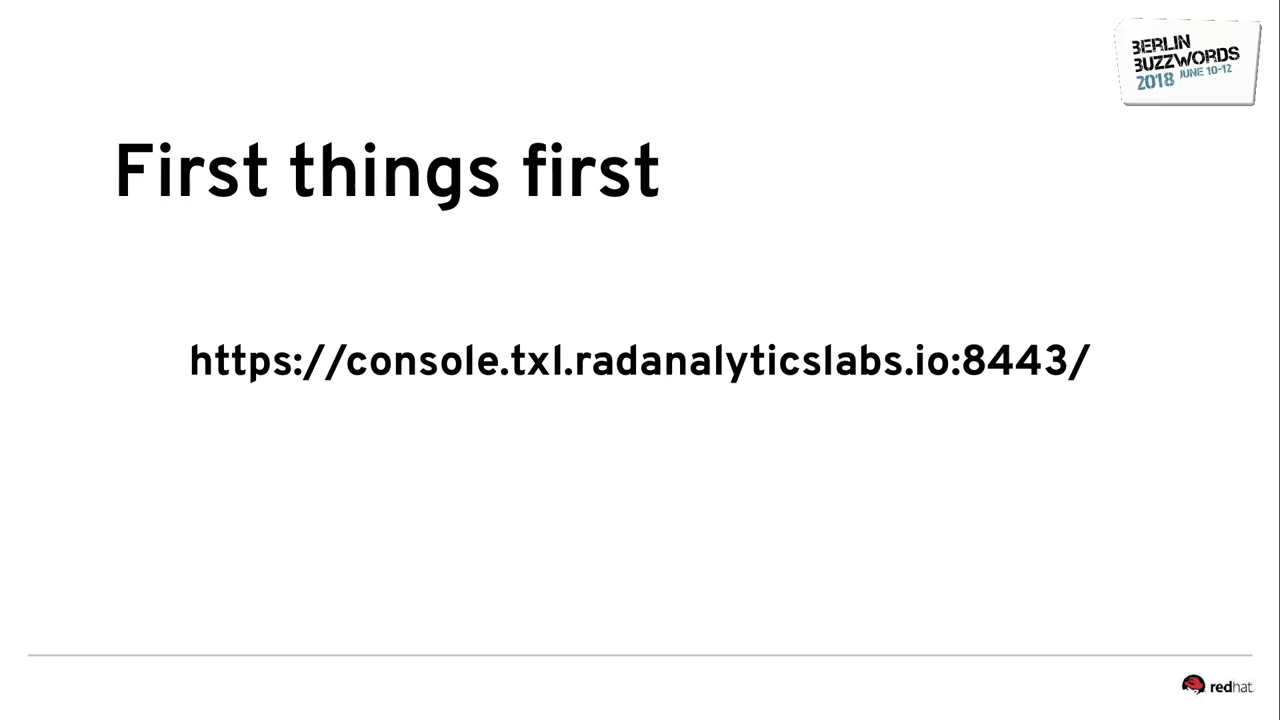 BERLIN
BUZZWORDS
2018 JUNE 10-12
First things first
https://console.txl.radanalyticslabs.io:8443/
redhat.